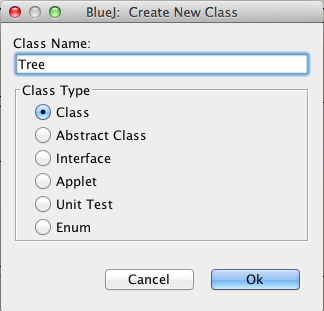 BlueJ: Create New Class
Class Name:
Tree
Class Type
Class
Abstract Class
Interface
Applet
Unit Test
Enum
Cancel Ok